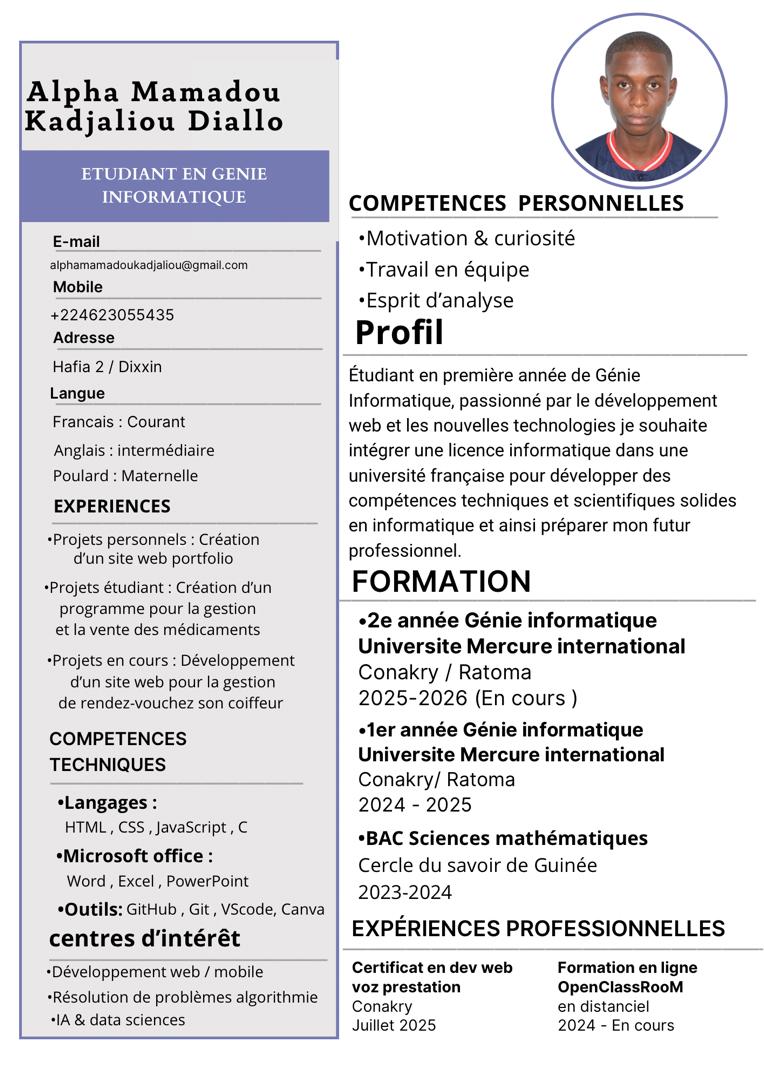 Alpha Mamadou
Kadjaliou Diallo
ETUDIANT EN GENIE
INFORMATIQUE
E-mail
alphamamadoukadjaliou@gmail.com
Mobile
+224623055435
Adresse
Hafia 2 / Dixxin
Langue
Francais : Courant
Anglais : intermédiaire
Poulard : Maternelle
EXPERIENCES
•Projets personnels : Création
d’un site web portfolio
•Projets étudiant : Création d’un
programme pour la gestion
et la vente des médicaments
•Projets en cours : Développement
d’un site web pour la gestion
de rendez-vouchez son coiffeur
COMPETENCES
TECHNIQUES
•Langages :
HTML , CSS , JavaScript , C
•Microsoft office :
Word , Excel , PowerPoint
•Outils: GitHub , Git , VScode, Canva
centres d’intérêt
•Développement web / mobile
•Résolution de problèmes algorithmie
•IA & data sciences
COMPETENCES PERSONNELLES
•Motivation & curiosité
•Travail en équipe
•Esprit d’analyse
Profil
Étudiant en première année de Génie
Informatique, passionné par le développement
web et les nouvelles technologies je souhaite
intégrer une licence informatique dans une
université française pour développer des
compétences techniques et scientifiques solides
en informatique et ainsi préparer mon futur
professionnel.
FORMATION
•2e année Génie informatique
Universite Mercure international
Conakry / Ratoma
2025-2026 (En cours )
•1er année Génie informatique
Universite Mercure international
Conakry/ Ratoma
2024 - 2025
•BAC Sciences mathématiques
Cercle du savoir de Guinée
2023-2024
EXPÉRIENCES PROFESSIONNELLES
Certificat en dev web
voz prestation
Conakry
Juillet 2025
Formation en ligne
OpenClassRooM
en distanciel
2024 - En cours